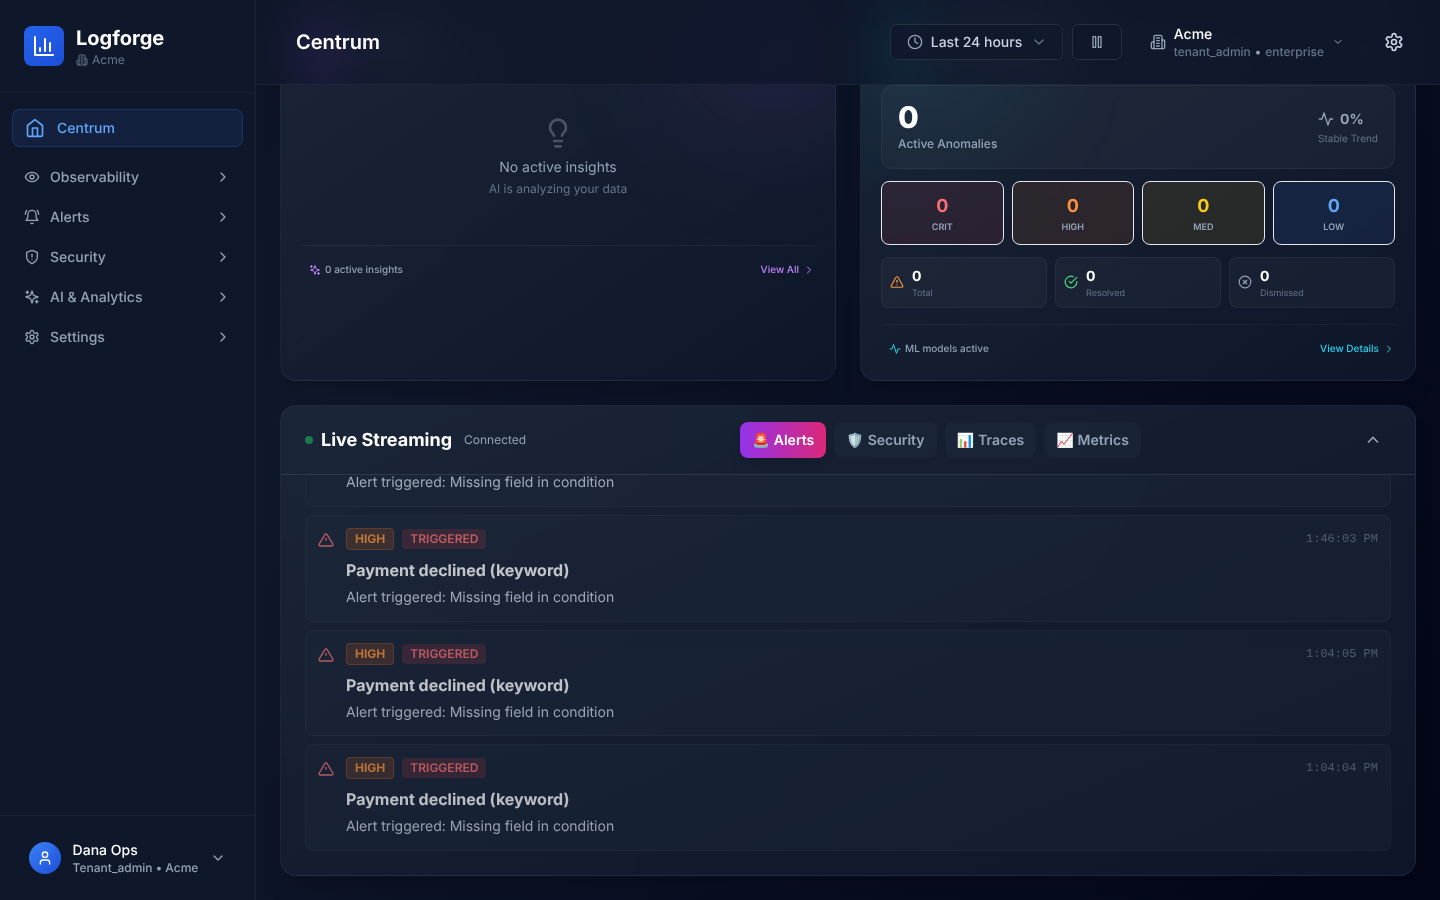 Logforge
Acme
Centrum
Observability
Alerts
Security
AI & Analytics
Settings
Dana Ops
Tenant_admin • Acme
Centrum
Last 24 hours
Acme
tenant_admin • enterprise
No active insights
AI is analyzing your data
0 active insights
View All
0
Active Anomalies
0%
Stable Trend
0
CRIT
0
HIGH
0
MED
0
LOW
0
Total
0
Resolved
0
Dismissed
ML models active
View Details
Live Streaming
Connected
Alerts
Security
Traces
Metrics
Alert triggered: Missing field in condition
HIGH
TRIGGERED
1:46:03 PM
Payment declined (keyword)
Alert triggered: Missing field in condition
HIGH
TRIGGERED
1:04:05 PM
Payment declined (keyword)
Alert triggered: Missing field in condition
HIGH
TRIGGERED
1:04:04 PM
Payment declined (keyword)
Alert triggered: Missing field in condition